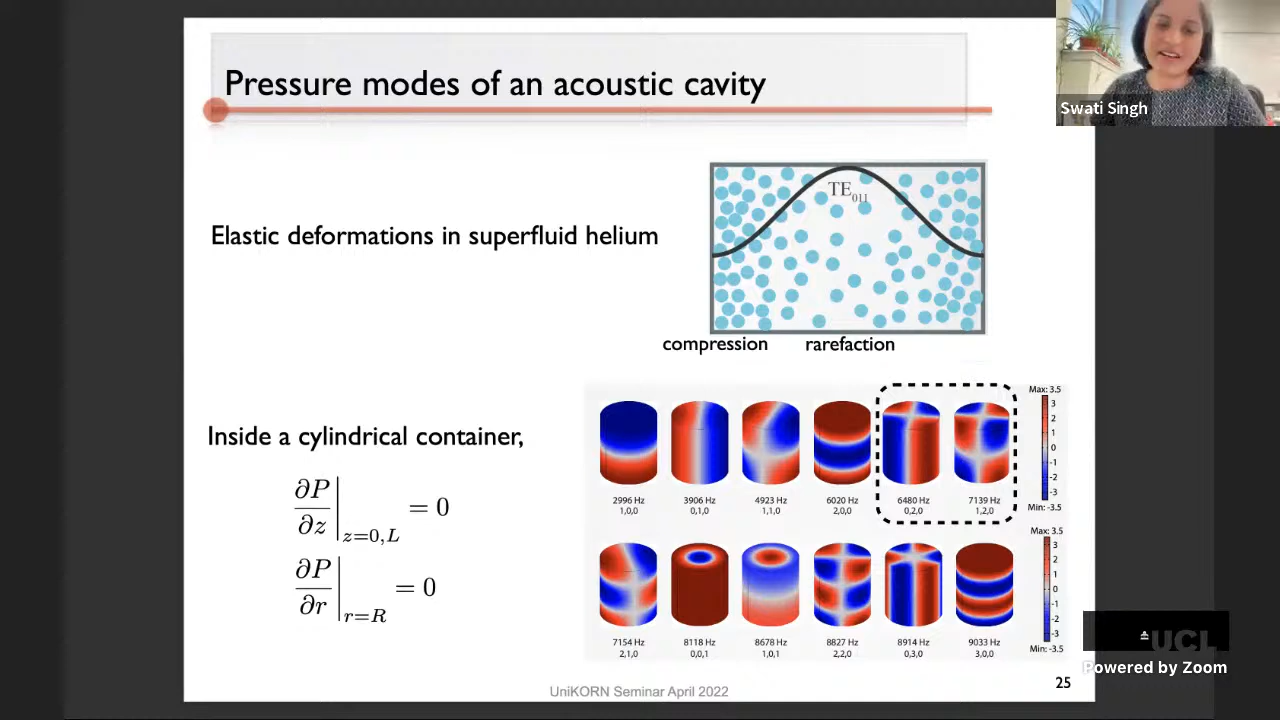 Pressure modes of an acoustic cavity
Swati Singh
TE011
Elastic deformations in superfluid helium
compression rarefaction
Inside a cylindrical container,
∂P/∂z |z=0,L = 0
∂P/∂r |r=R = 0
Max: 3.5
3
2
1
0
-1
-2
-3
Min: -3.5
2996 Hz 3906 Hz 4923 Hz 6020 Hz 6480 Hz 7139 Hz
1,0,0 0,1,0 1,1,0 2,0,0 0,2,0 1,2,0
Max: 3.5
3
2
1
0
-1
-2
-3
Min: -3.5
7154 Hz 8118 Hz 8678 Hz 8827 Hz 8914 Hz 9033 Hz
2,1,0 0,0,1 1,0,1 2,2,0 0,3,0 3,0,0
UCL
Powered by Zoom
25
UniKORN Seminar April 2022